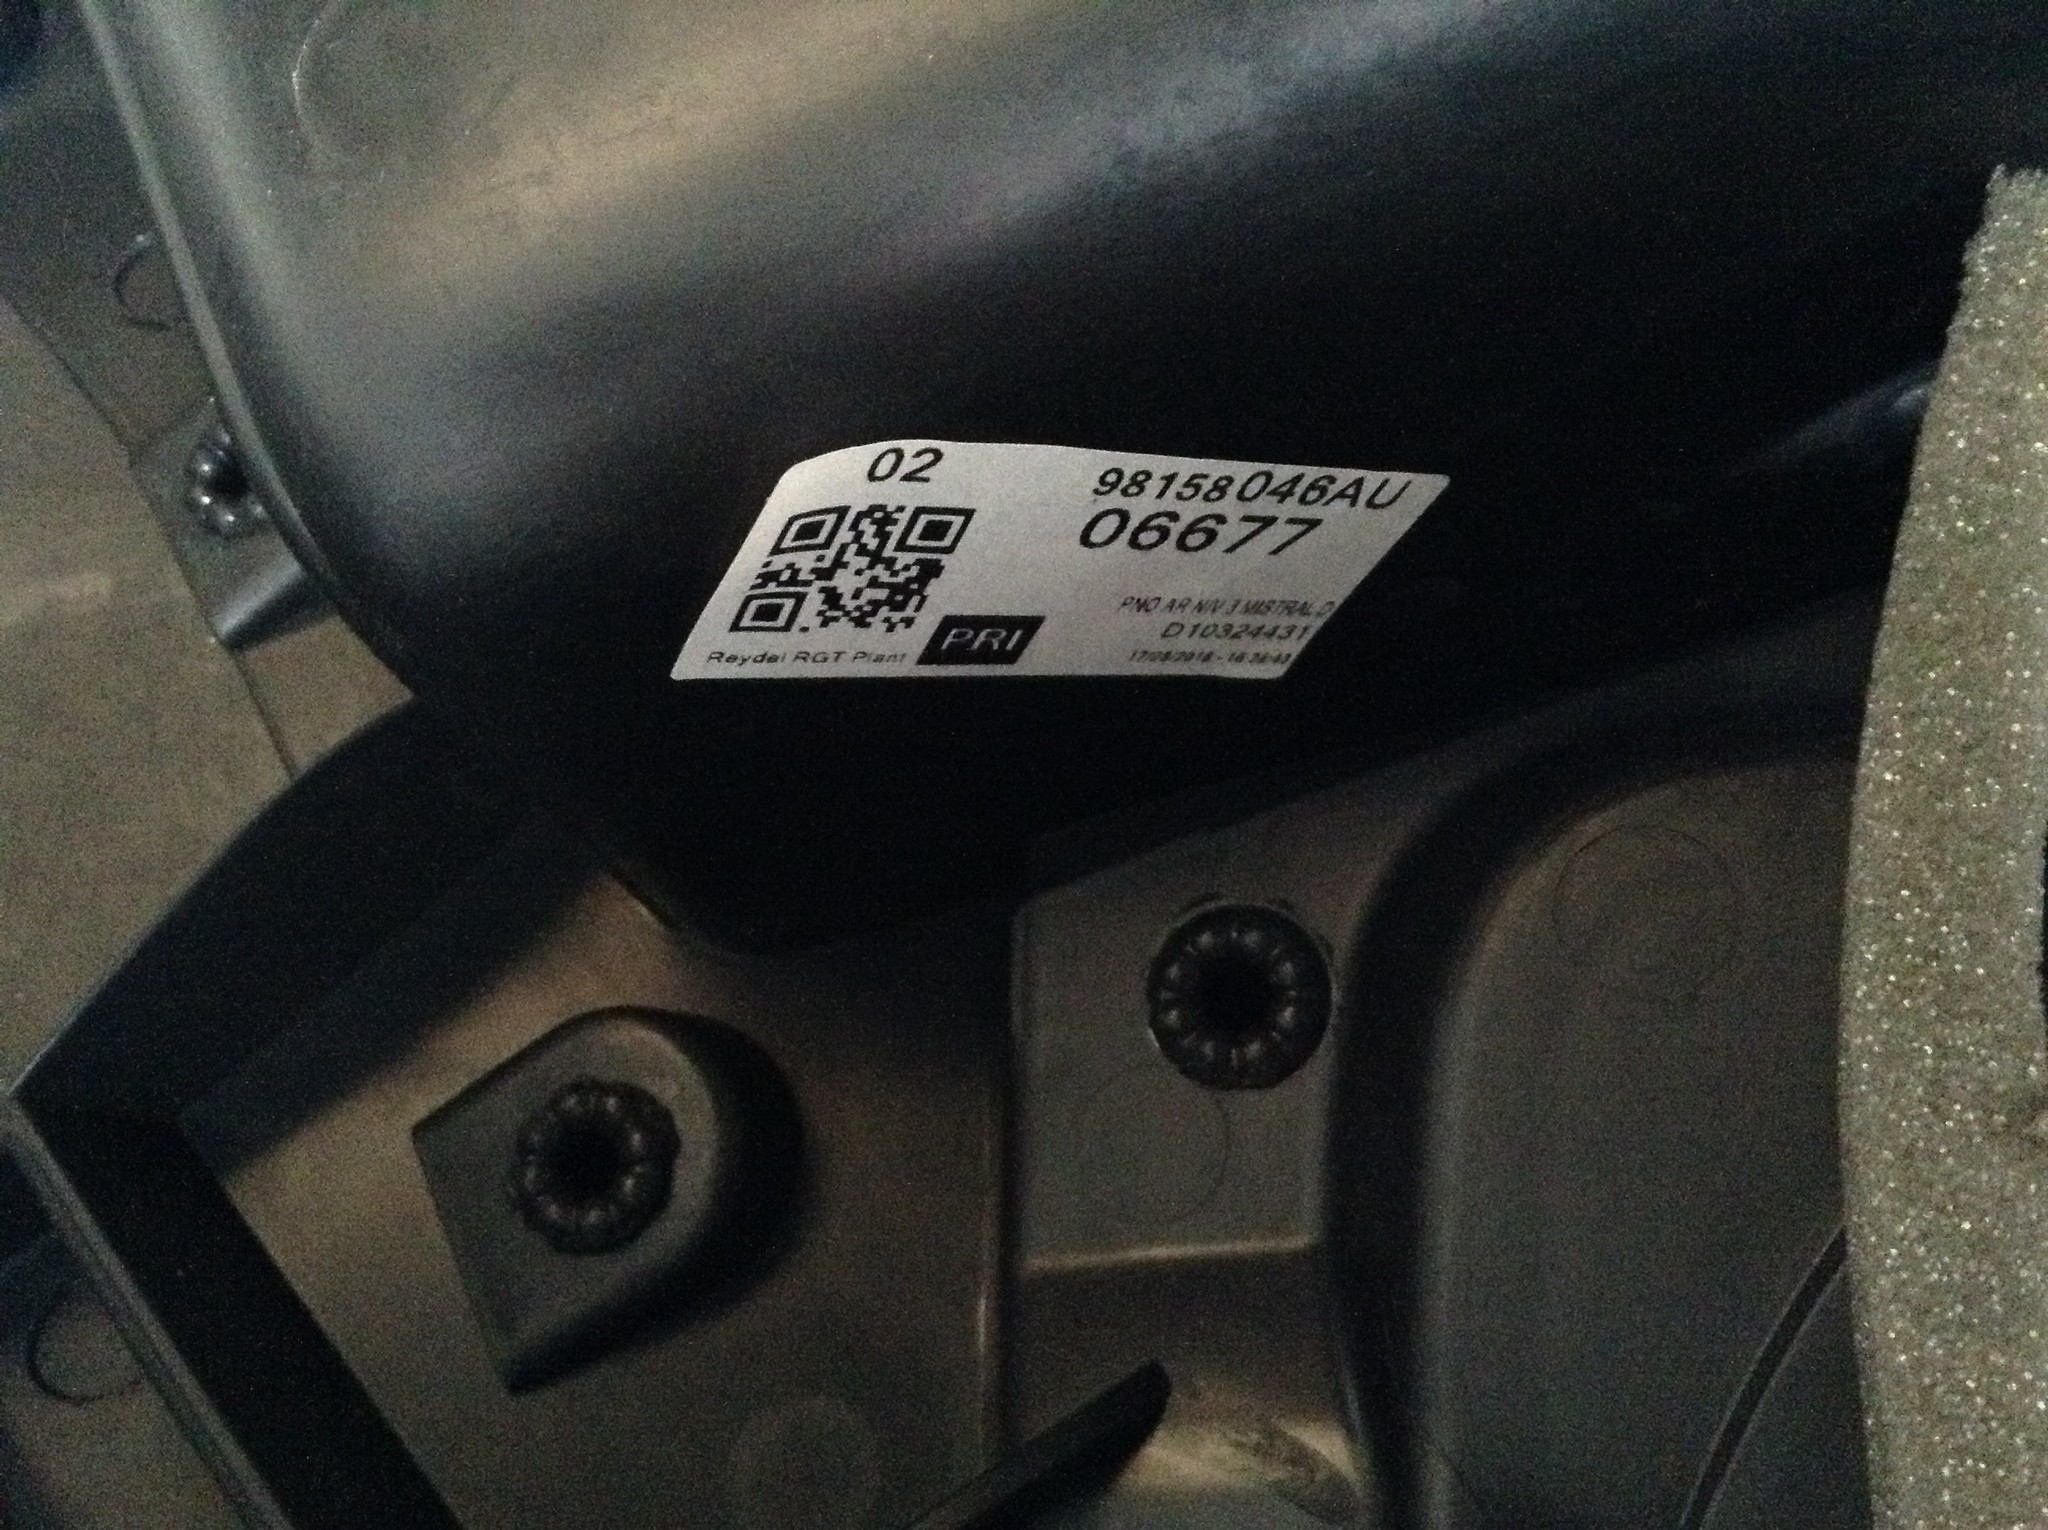 02
98158046AU
06677
PNO AR NIV 3 MISTRAL D
D10324431
PRI
Reydel RGT Plant